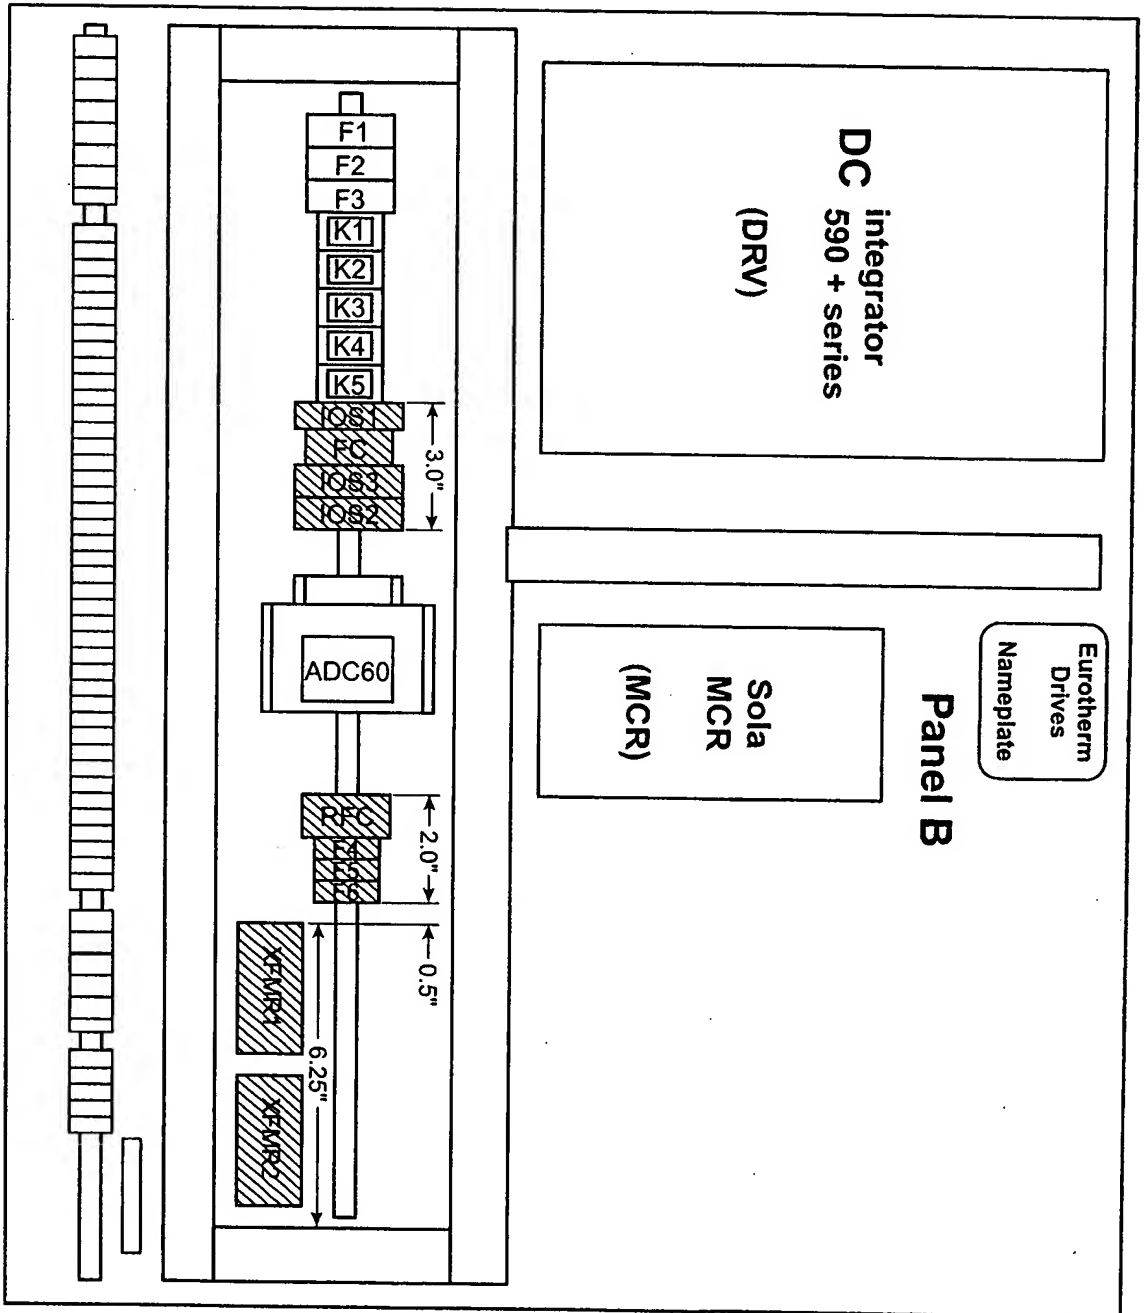 DC integrator
590 + series
(DRV)
Eurotherm
Drives
Nameplate
Panel B
Sola
MCR
(MCR)
F1
F2
F3
K1
K2
K3
K4
K5
IOS1
FC
IOS3
IOS2
3.0"
ADC60
RFC
F4
F5
F6
2.0"
0.5"
XFMR1
6.25"
XFMR2